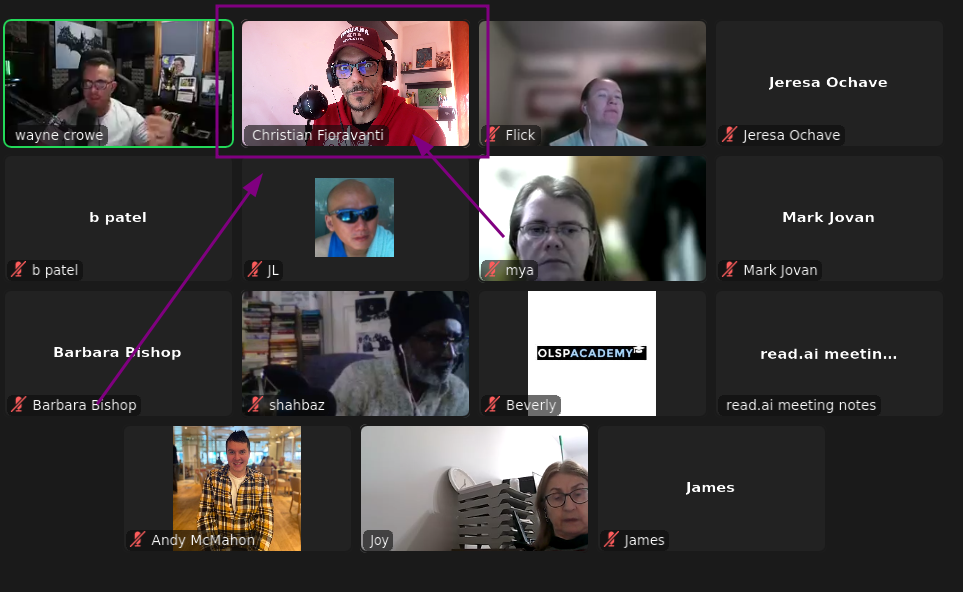 wayne crowe
Christian Fioravanti
Flick
Jeresa Ochave
Jeresa Ochave
b patel
b patel
JL
mya
Mark Jovan
Mark Jovan
Barbara Bishop
Barbara Bishop
shahbaz
OLSPACADEMY
Beverly
read.ai meetin...
read.ai meeting notes
Andy McMahon
Joy
James
James